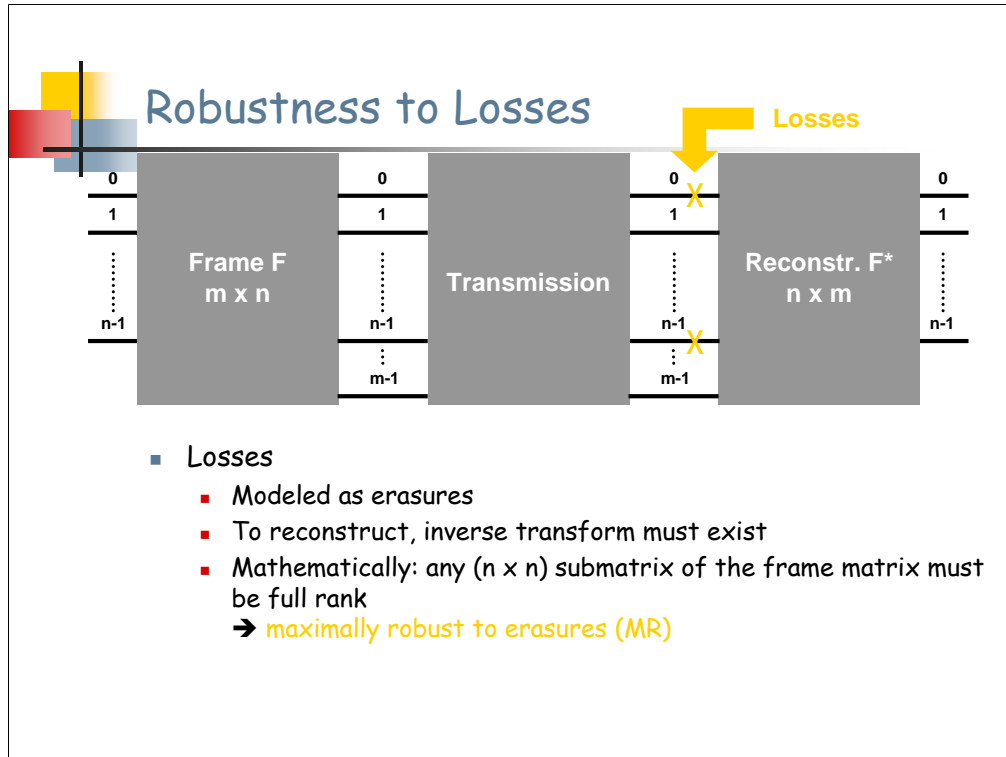 Robustness to Losses
Losses
0
0
0
0
1
1
1
1
Frame F
m x n
Transmission
Reconstr. F*
n x m
n-1
n-1
n-1
n-1
m-1
m-1
X
X
Losses
Modeled as erasures
To reconstruct, inverse transform must exist
Mathematically: any (n x n) submatrix of the frame matrix must
be full rank
➔ maximally robust to erasures (MR)